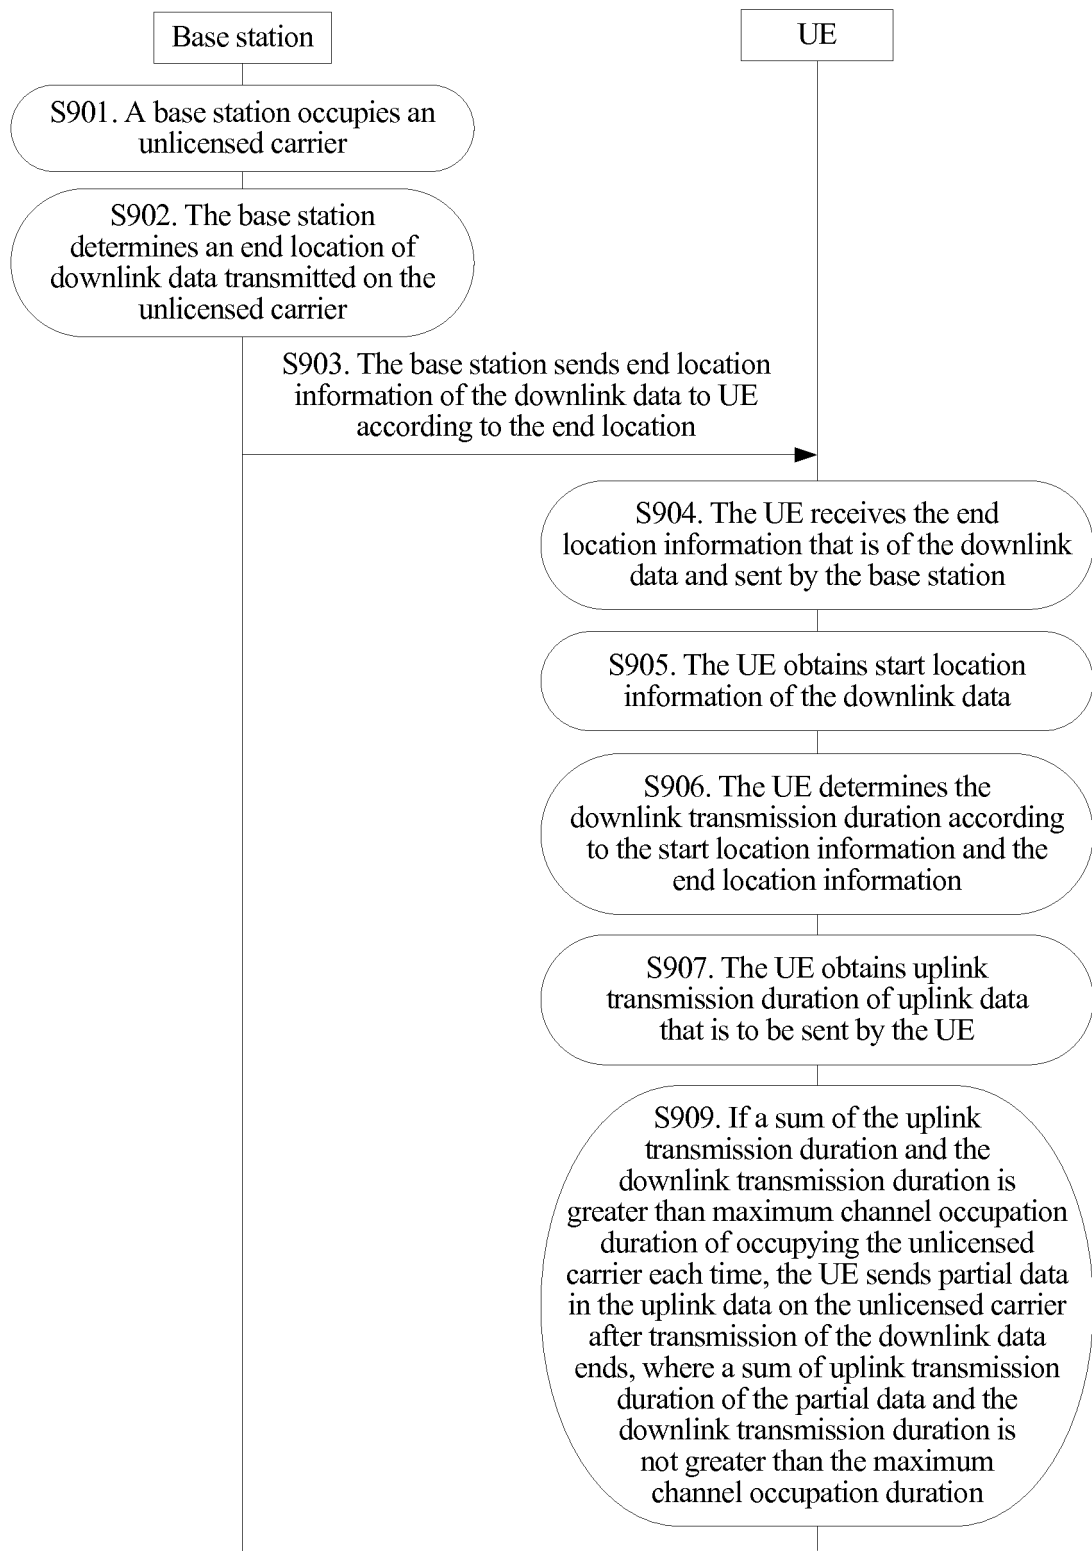 Base station
UE
S901. A base station occupies an
unlicensed carrier
S902. The base station
determines an end location of
downlink data transmitted on the
unlicensed carrier
S903. The base station sends end location
information of the downlink data to UE
according to the end location
S904. The UE receives the end
location information that is of the downlink
data and sent by the base station
S905. The UE obtains start location
information of the downlink data
S906. The UE determines the
downlink transmission duration according
to the start location information and the
end location information
S907. The UE obtains uplink
transmission duration of uplink data
that is to be sent by the UE
S909. If a sum of the uplink
transmission duration and the
downlink transmission duration is
greater than maximum channel occupation
duration of occupying the unlicensed
carrier each time, the UE sends partial data
in the uplink data on the unlicensed carrier
after transmission of the downlink data
ends, where a sum of uplink transmission
duration of the partial data and the
downlink transmission duration is
not greater than the maximum
channel occupation duration